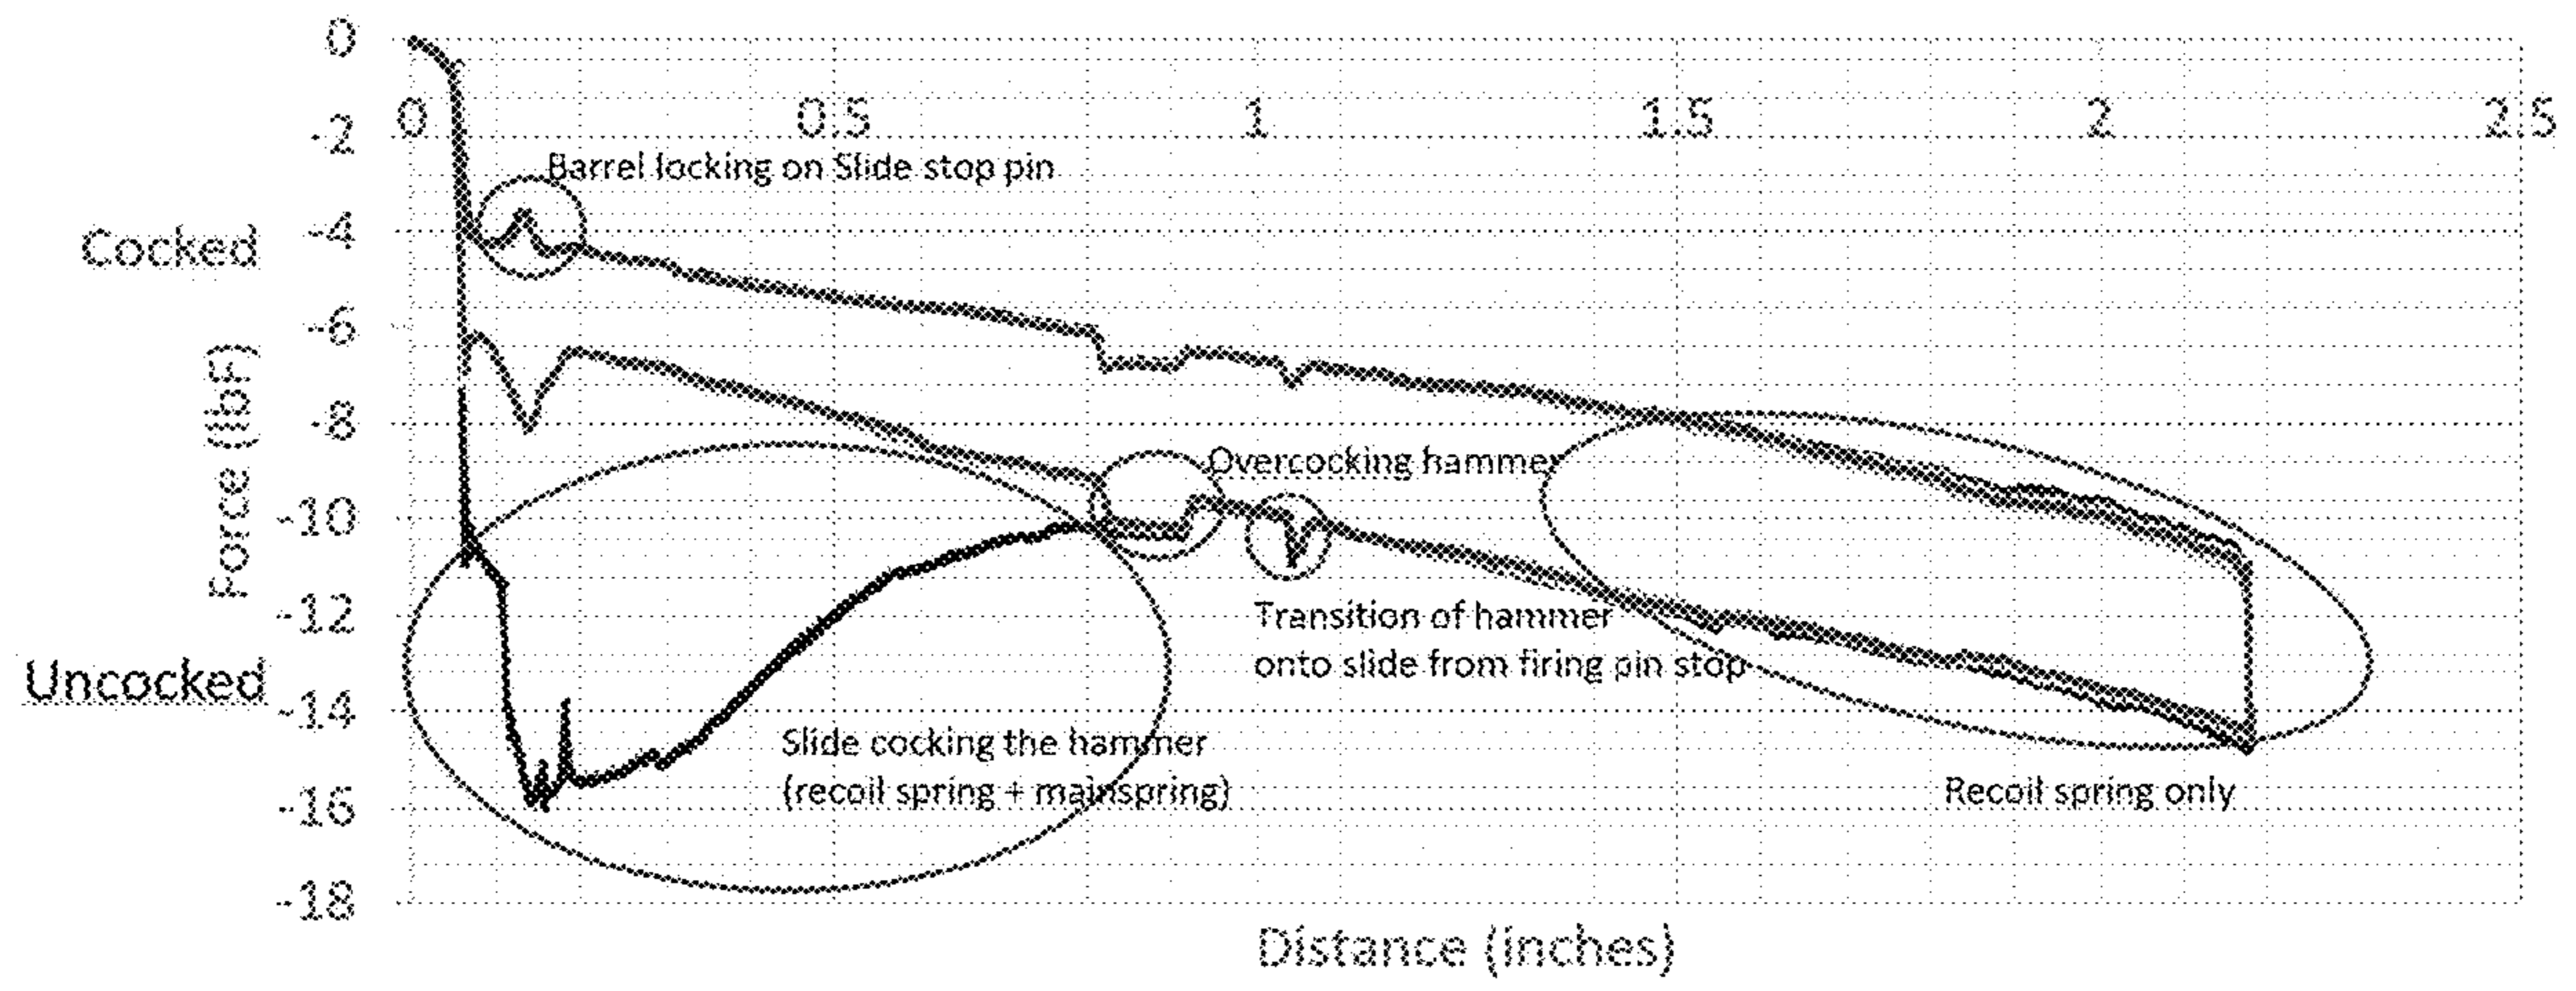 0
0 0.5 1 1.5 2 2.5
-2
Barrel locking on Slide stop pin
Cocked
-4
-6
Force (lbF)
-8
Overcocking hammer
-10
-12
Transition of hammer
onto slide from firing pin stop
Uncocked
-14
Slide cocking the hammer
(recoil spring + mainspring)
-16
Recoil spring only
-18
Distance (inches)